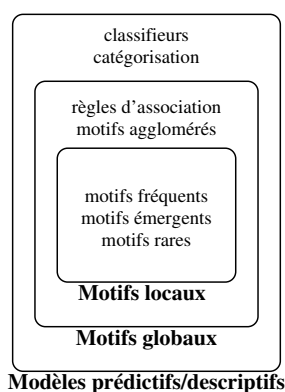 classifieurs
catégorisation
règles d'association
motifs agglomérés
motifs fréquents
motifs émergents
motifs rares
Motifs locaux
Motifs globaux
Modèles prédictifs/descriptifs